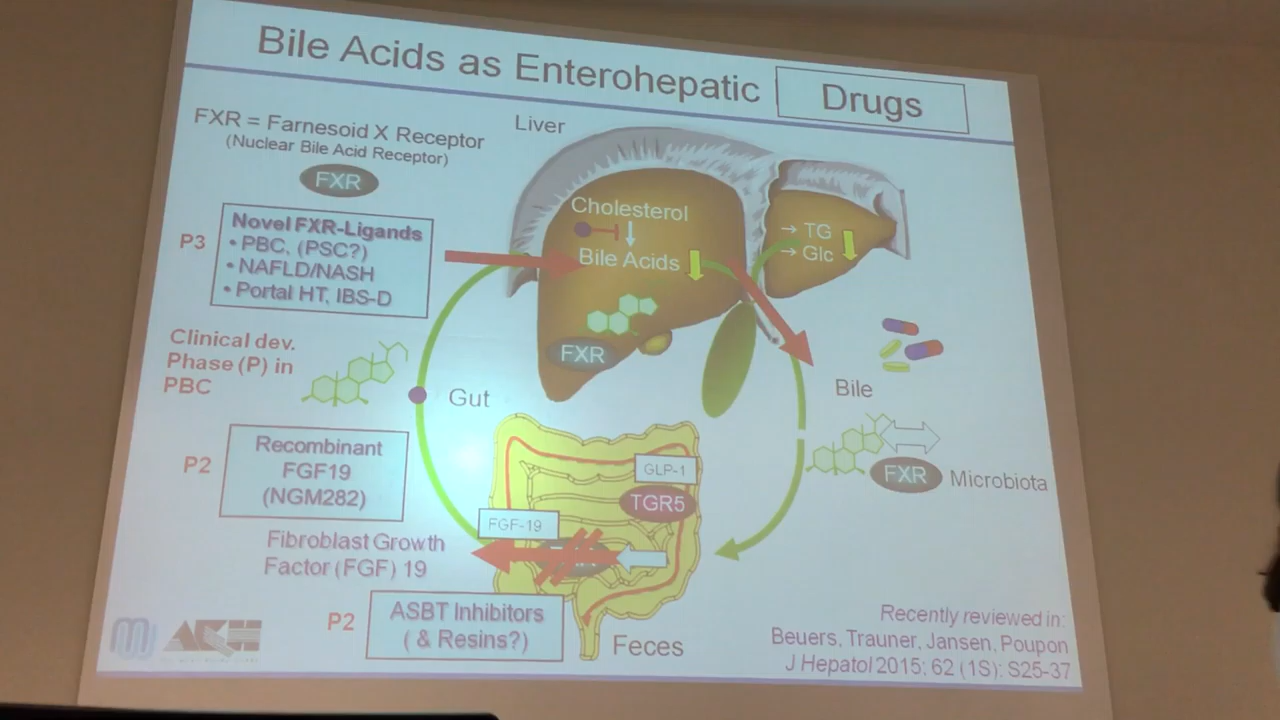 Bile Acids as Enterohepatic Drugs
FXR = Farnesoid X Receptor
(Nuclear Bile Acid Receptor)
FXR
Liver
P3
Novel FXR-Ligands
• PBC, (PSC?)
• NAFLD/NASH
• Portal HT, IBS-D
Cholesterol
Bile Acids
→ TG
→ Glc
FXR
Clinical dev.
Phase (P) in
PBC
Gut
Bile
P2
Recombinant
FGF19
(NGM282)
GLP-1
TGR5
FXR
Microbiota
FGF-19
Fibroblast Growth
Factor (FGF) 19
P2
ASBT Inhibitors
( & Resins?)
Feces
Recently reviewed in:
Beuers, Trauner, Jansen, Poupon
J Hepatol 2015; 62 (1S): S25-37